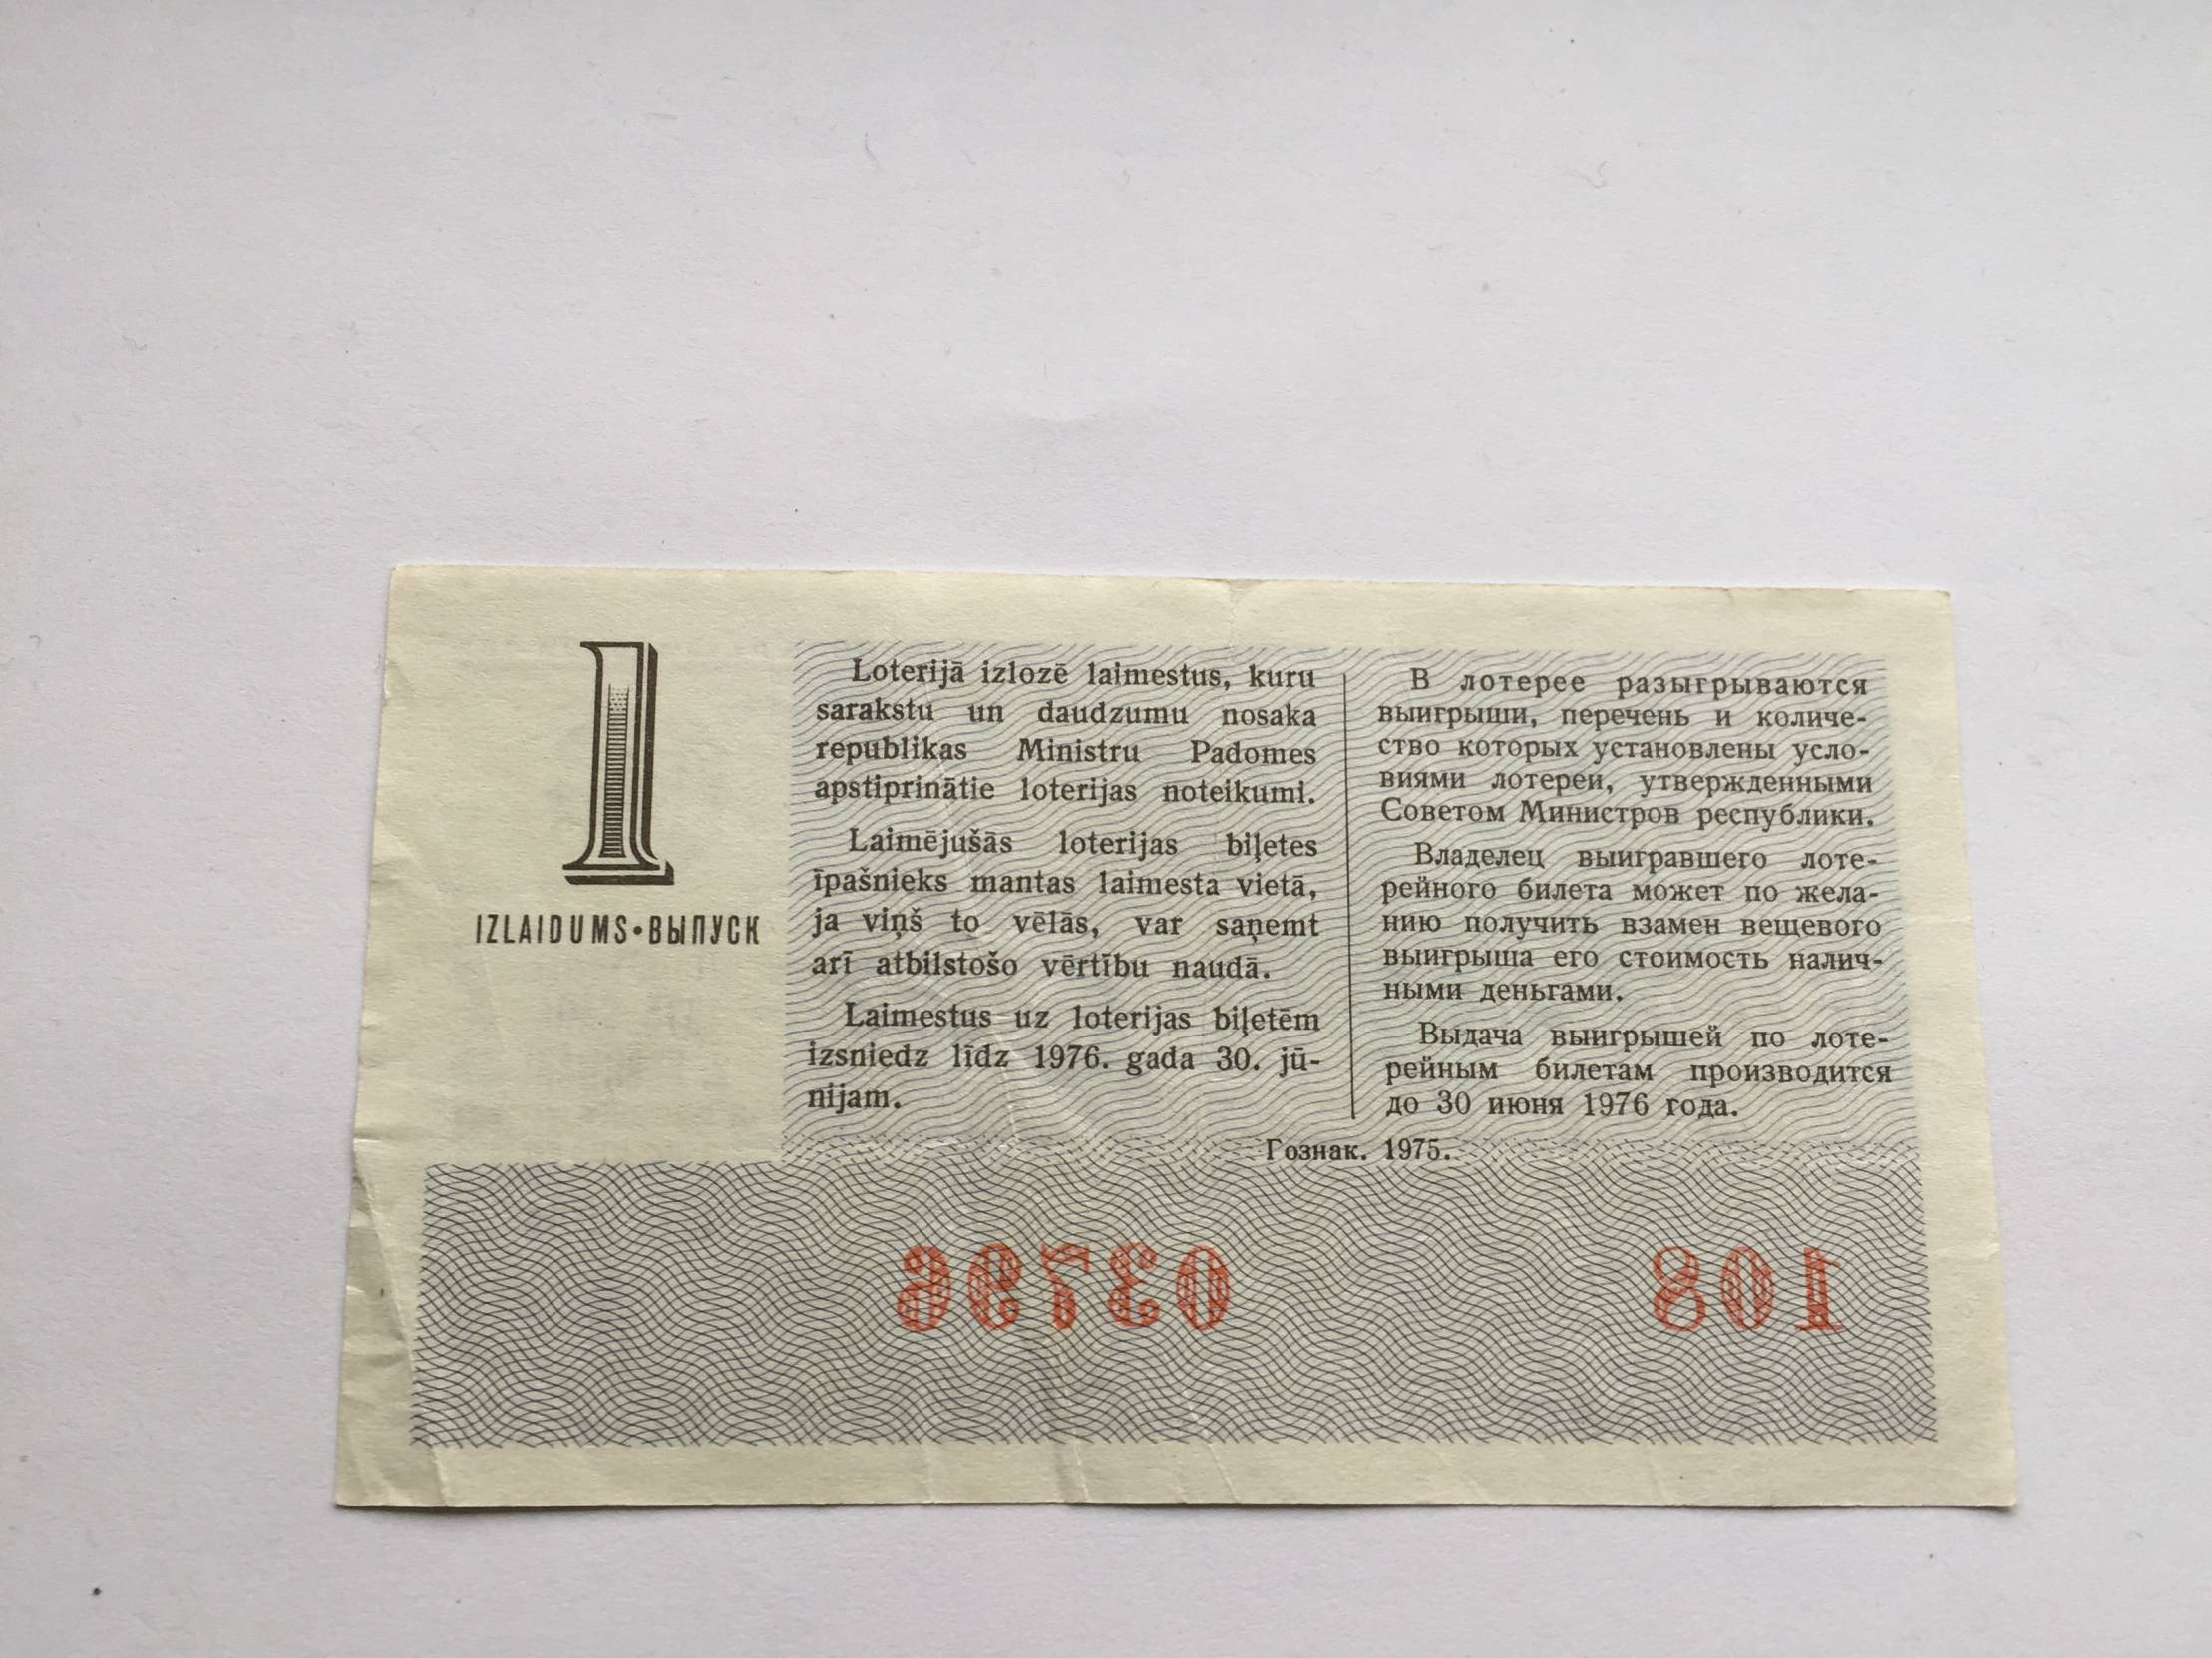 1
IZLAIDUMS•ВЫПУСК
Loterijā izlozē laimestus, kuru
sarakstu un daudzumu nosaka
republikas Ministru Padomes
apstiprinātie loterijas noteikumi.
Laimējušās loterijas biļetes
īpašnieks mantas laimesta vietā,
ja viņš to vēlās, var saņemt
arī atbilstošo vērtību naudā.
Laimestus uz loterijas biļetēm
izsniedz līdz 1976. gada 30. jū-
nijam.
В лотерее разыгрываются
выигрыши, перечень и количе-
ство которых установлены усло-
виями лотереи, утвержденными
Советом Министров республики.
Владелец выигравшего лоте-
рейного билета может по жела-
нию получить взамен вещевого
выигрыша его стоимость налич-
ными деньгами.
Выдача выигрышей по лоте-
рейным билетам производится
до 30 июня 1976 года.
Гознак. 1975.
03796
108